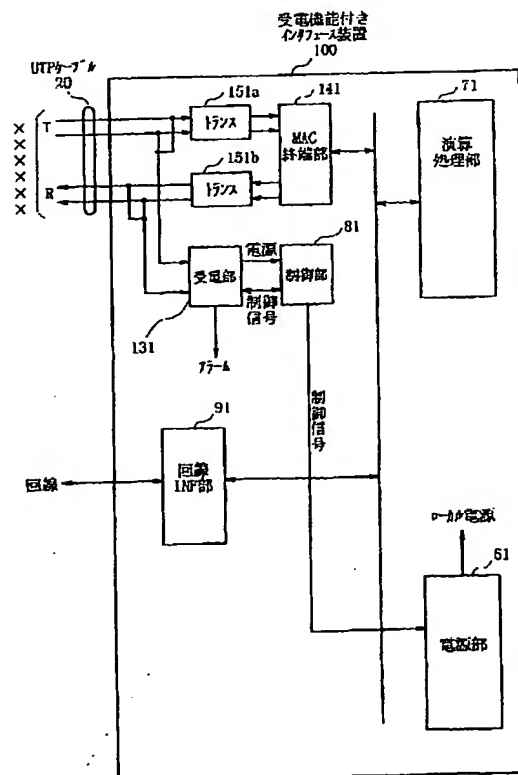 受電機能付き
インタフェース装置
100
UTPケーブル
20
151a
トランス
141
MAC
終端部
71
演算
処理部
T
R
151b
トランス
81
制御部
電源
受電部
制御
信号
131
アラーム
制御信号
91
回線
INF部
回線
ローカル電源
61
電源部